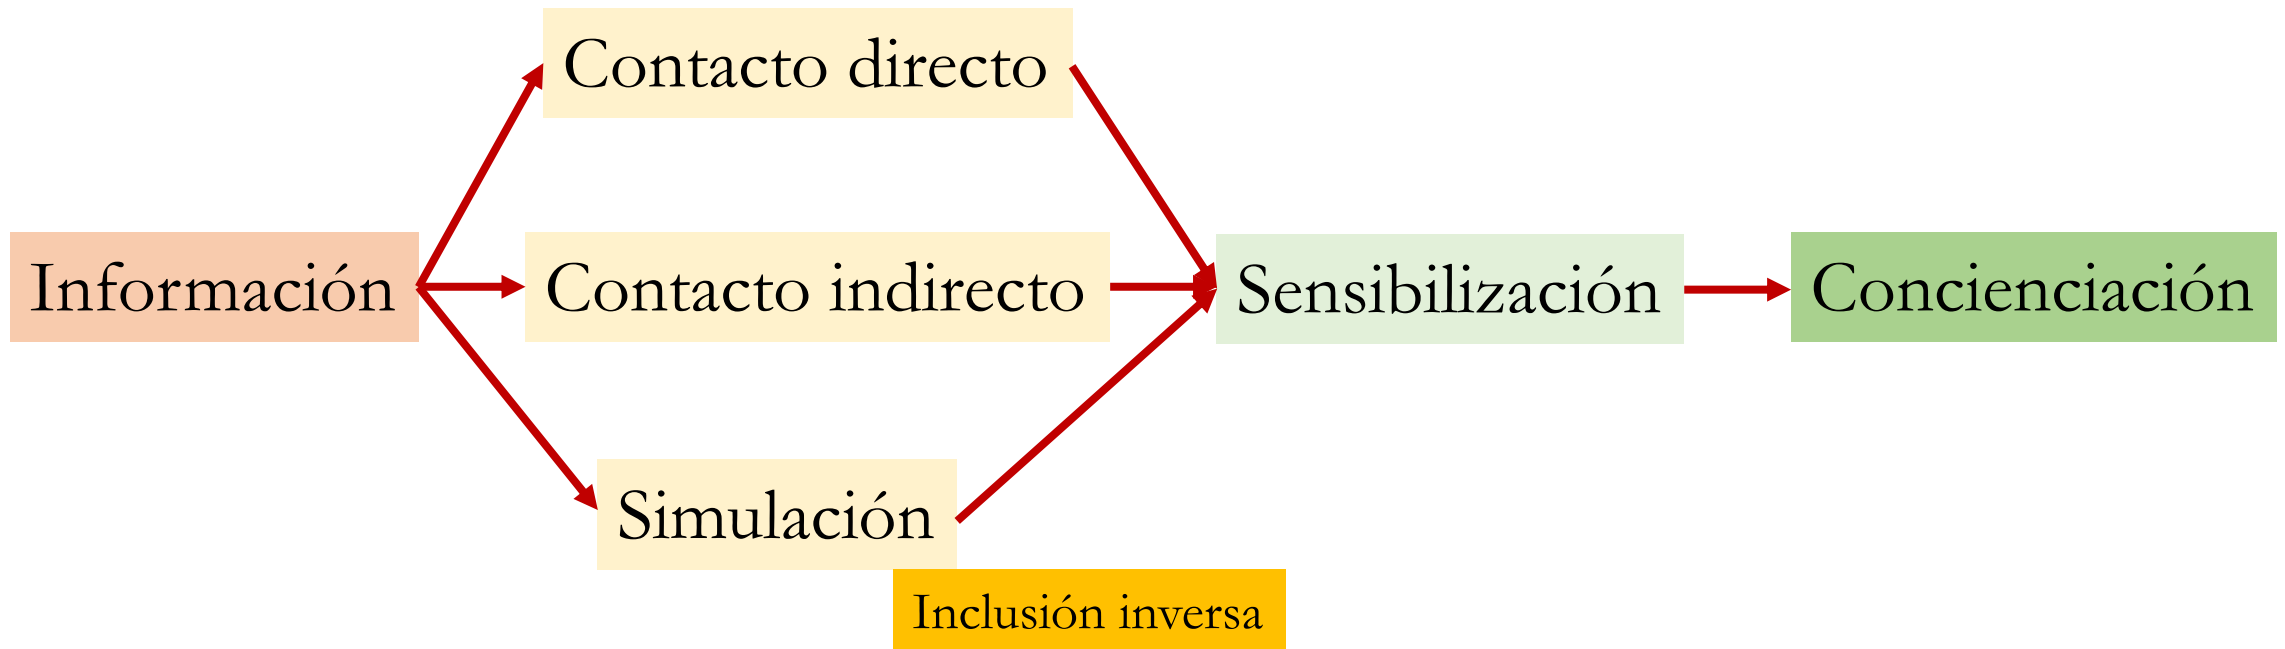 Contacto directo
Información
Contacto indirecto
Sensibilización
Concienciación
Simulación
Inclusión inversa